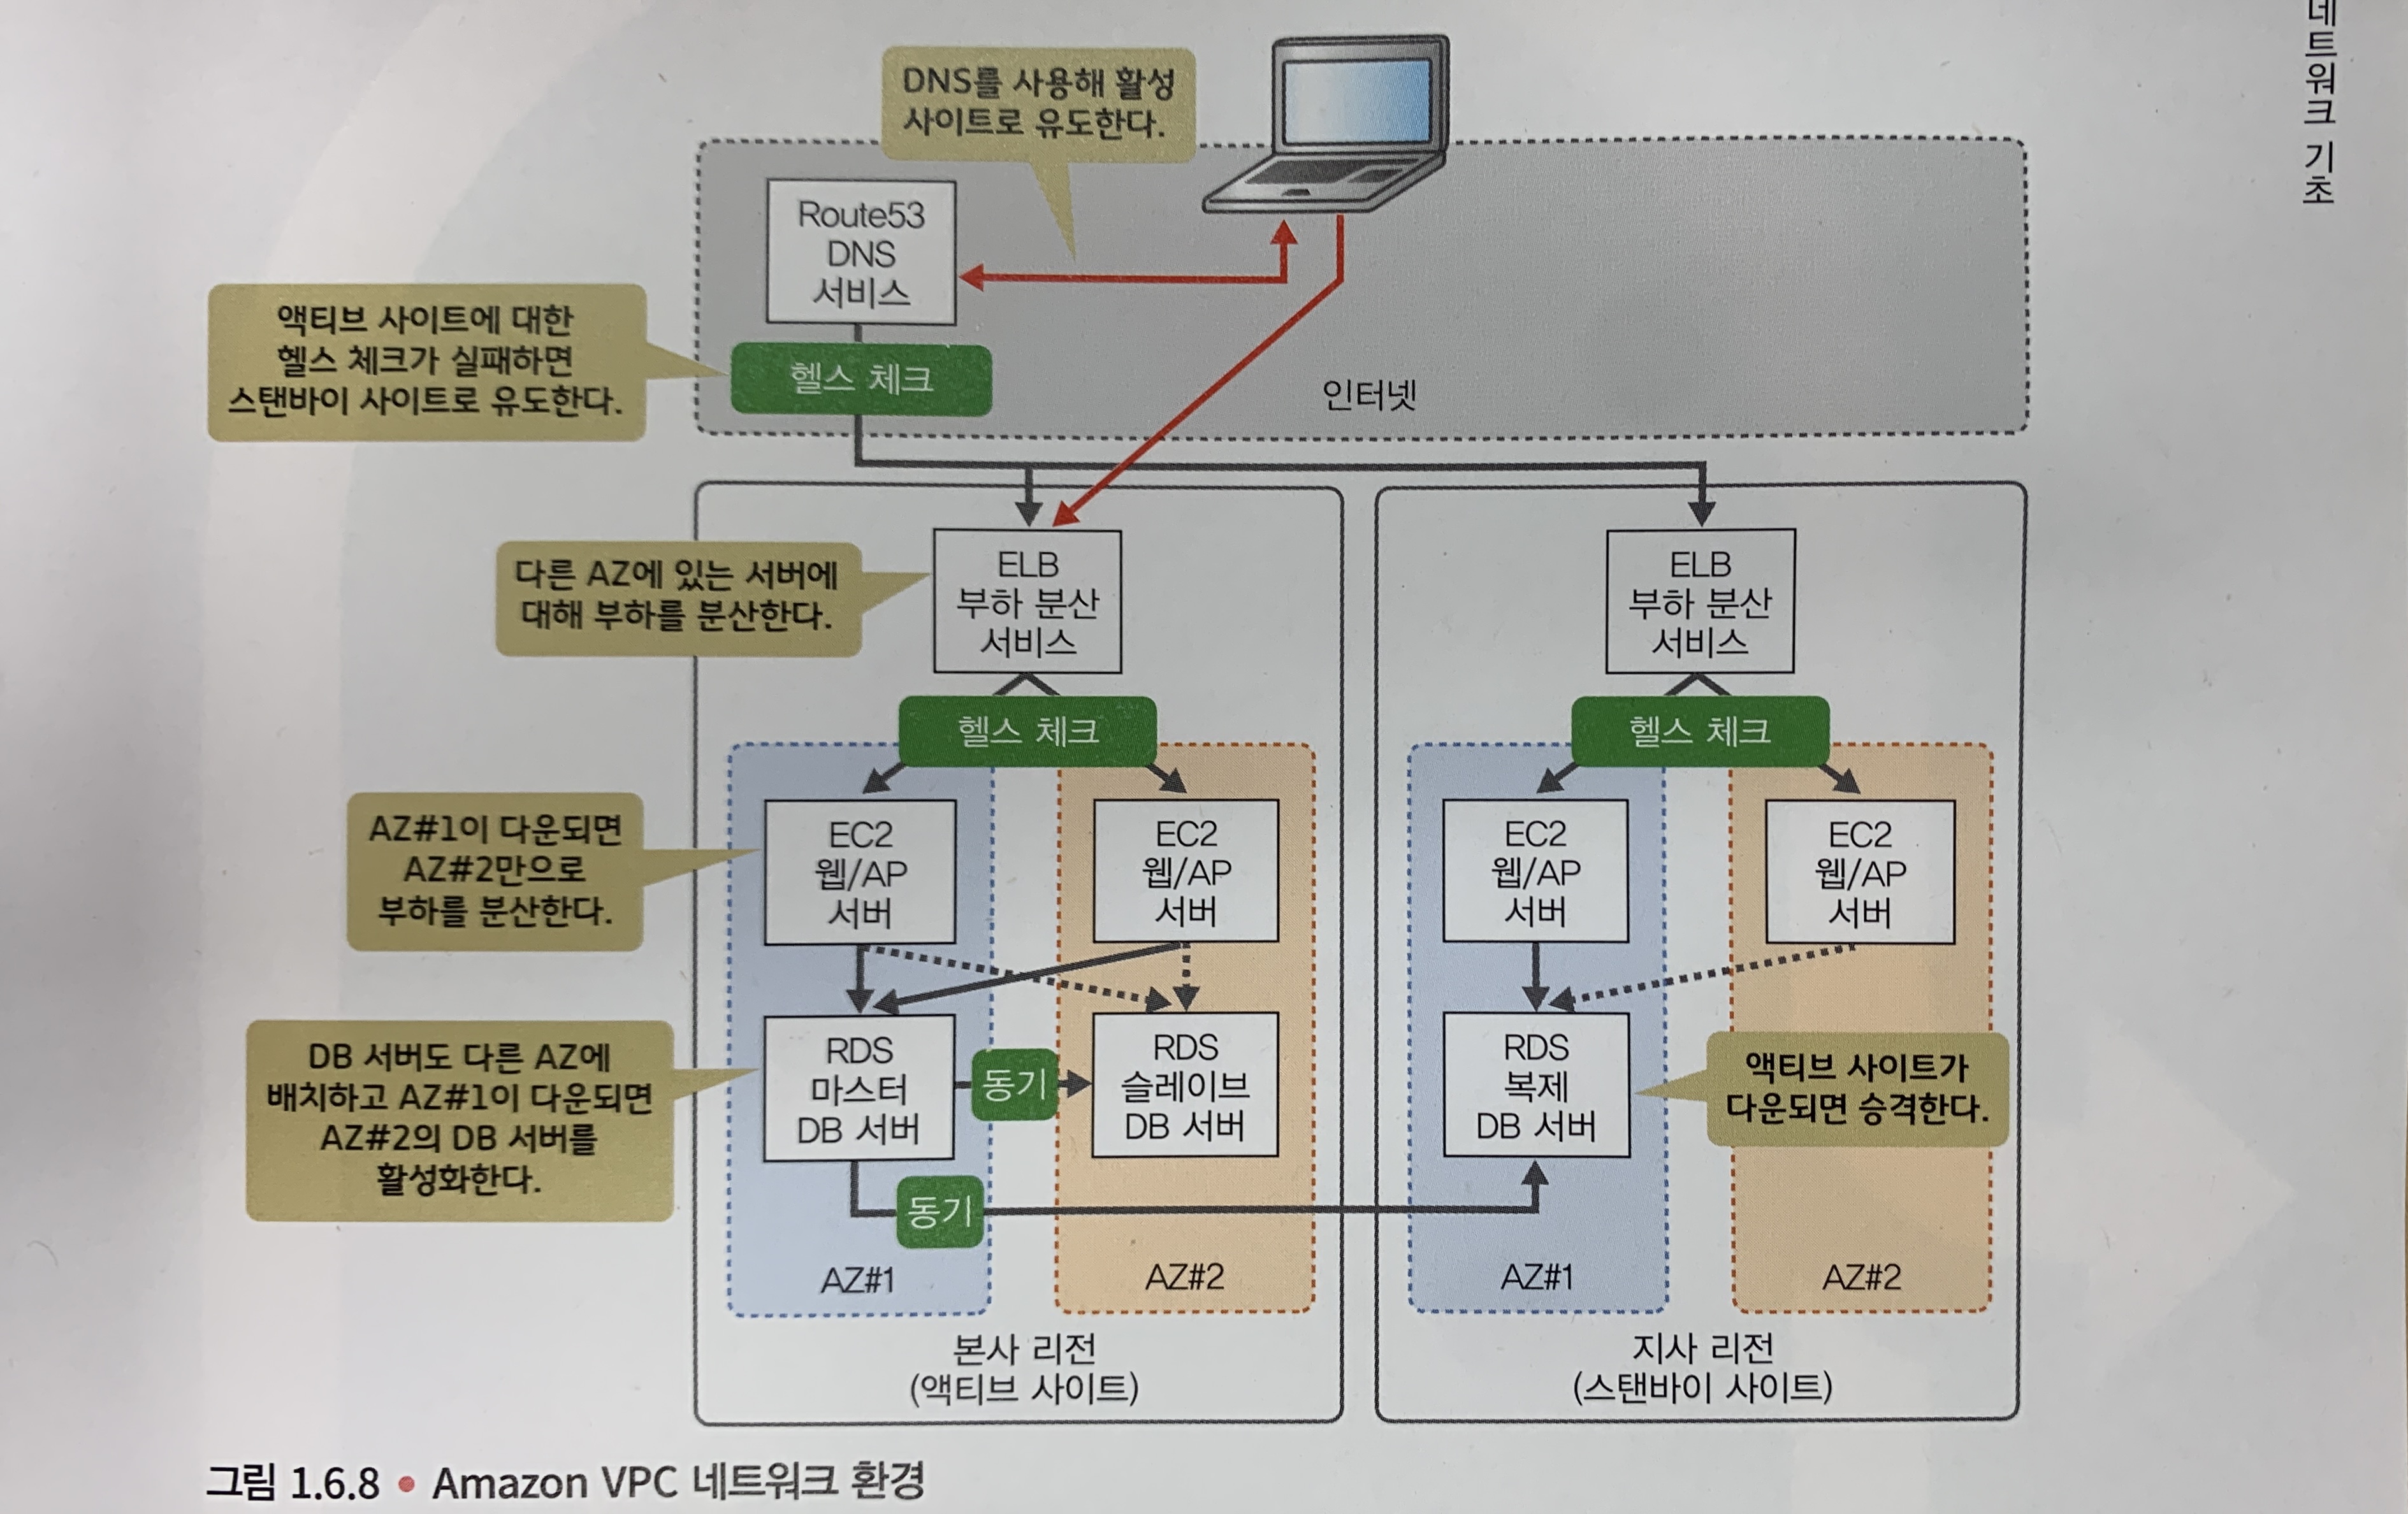 네트워크 기초
DNS를 사용해 활성
사이트로 유도한다.
Route53
DNS
서비스
액티브 사이트에 대한
헬스 체크가 실패하면
스탠바이 사이트로 유도한다.
헬스 체크
인터넷
다른 AZ에 있는 서버에
대해 부하를 분산한다.
ELB
부하 분산
서비스
ELB
부하 분산
서비스
헬스 체크
헬스 체크
AZ#1이 다운되면
AZ#2만으로
부하를 분산한다.
EC2
웹/AP
서버
EC2
웹/AP
서버
EC2
웹/AP
서버
EC2
웹/AP
서버
DB 서버도 다른 AZ에
배치하고 AZ#1이 다운되면
AZ#2의 DB 서버를
활성화한다.
RDS
마스터
DB 서버
동기
RDS
슬레이브
DB 서버
RDS
복제
DB 서버
액티브 사이트가
다운되면 승격한다.
동기
AZ#1
AZ#2
AZ#1
AZ#2
본사 리전
(액티브 사이트)
지사 리전
(스탠바이 사이트)
그림 1.6.8 • Amazon VPC 네트워크 환경